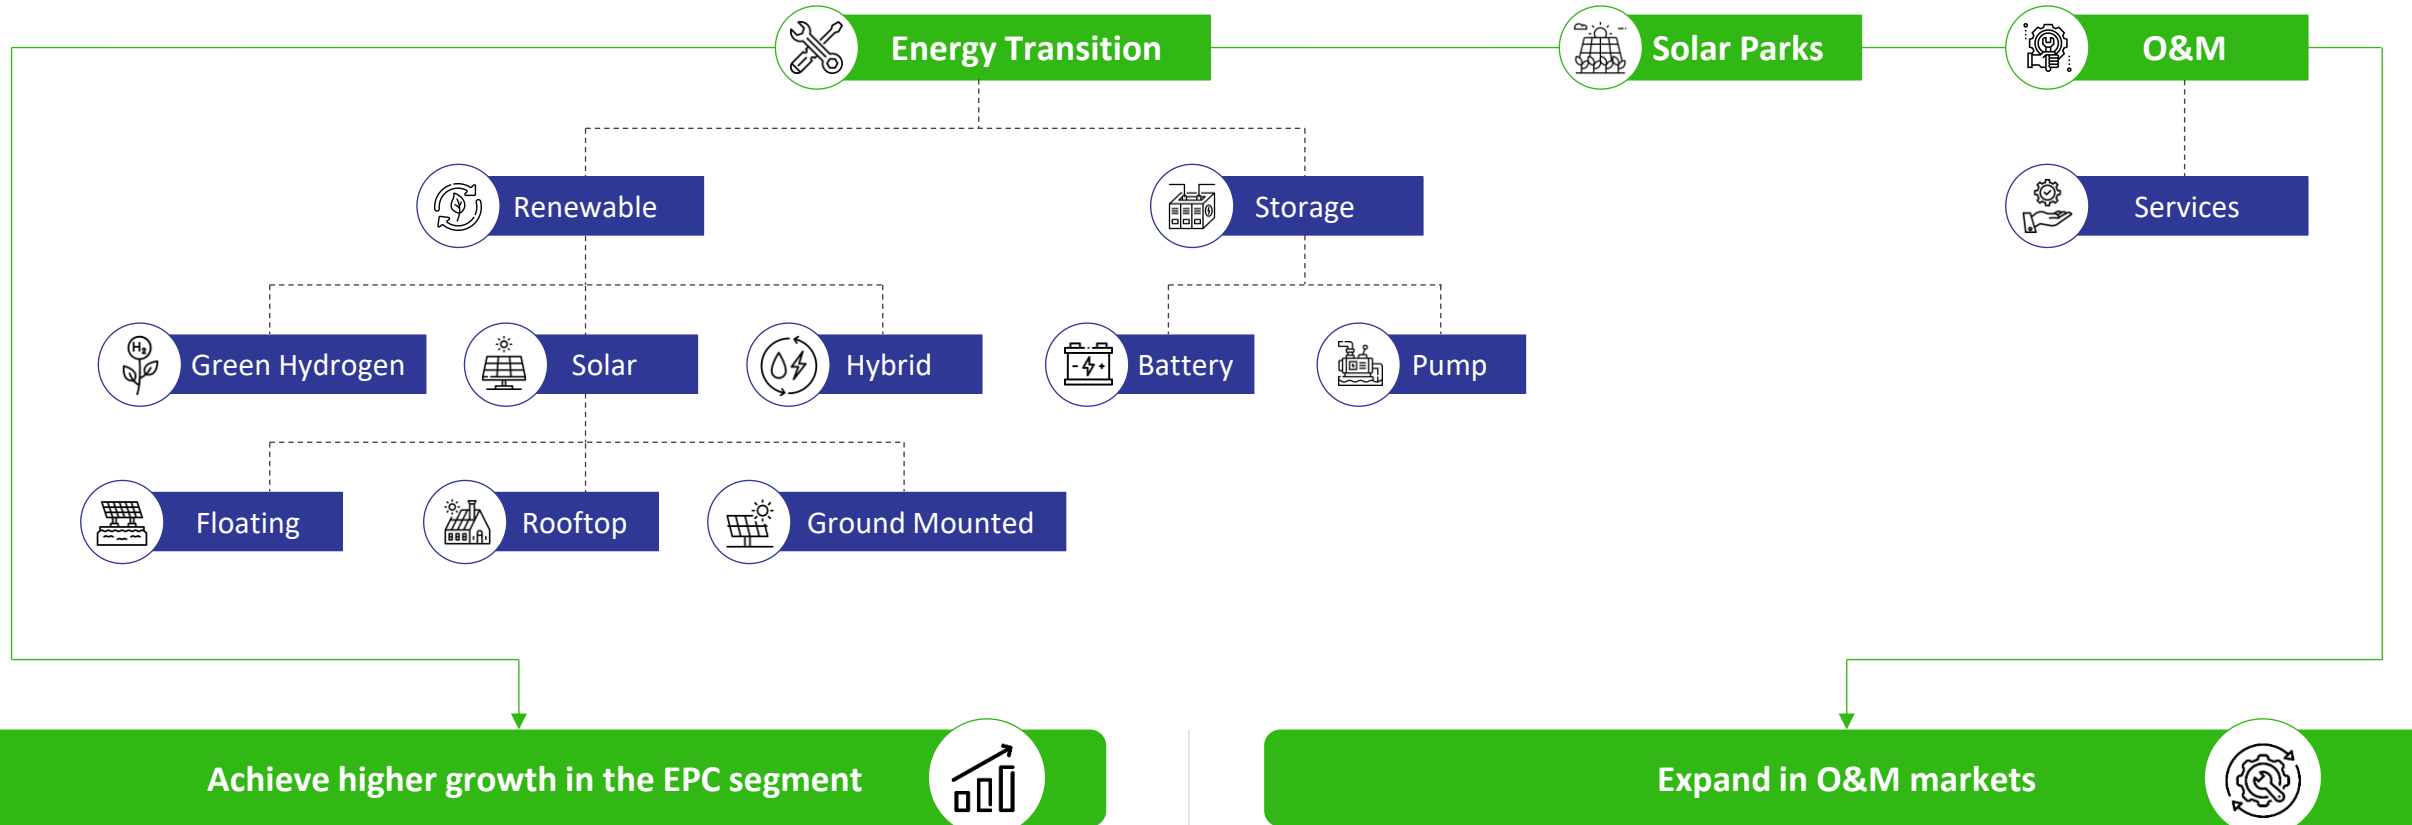 Energy Transition
Solar Parks
O&M
Renewable
Storage
Services
H₂
Green Hydrogen
Solar
Hybrid
Battery
Pump
Floating
Rooftop
Ground Mounted
Achieve higher growth in the EPC segment
Expand in O&M markets